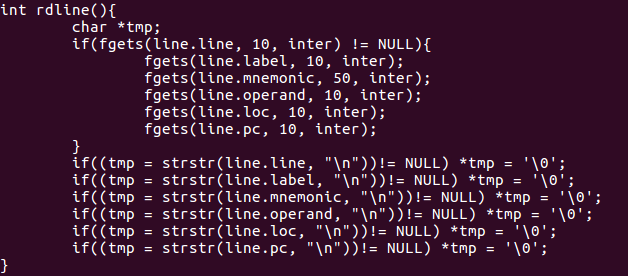 int rdline(){
        char *tmp;
        if(fgets(line.line, 10, inter) != NULL){
                fgets(line.label, 10, inter);
                fgets(line.mnemonic, 50, inter);
                fgets(line.operand, 10, inter);
                fgets(line.loc, 10, inter);
                fgets(line.pc, 10, inter);
        }
        if((tmp = strstr(line.line, "\n"))!= NULL) *tmp = '\0';
        if((tmp = strstr(line.label, "\n"))!= NULL) *tmp = '\0';
        if((tmp = strstr(line.mnemonic, "\n"))!= NULL) *tmp = '\0';
        if((tmp = strstr(line.operand, "\n"))!= NULL) *tmp = '\0';
        if((tmp = strstr(line.loc, "\n"))!= NULL) *tmp = '\0';
        if((tmp = strstr(line.pc, "\n"))!= NULL) *tmp = '\0';
}